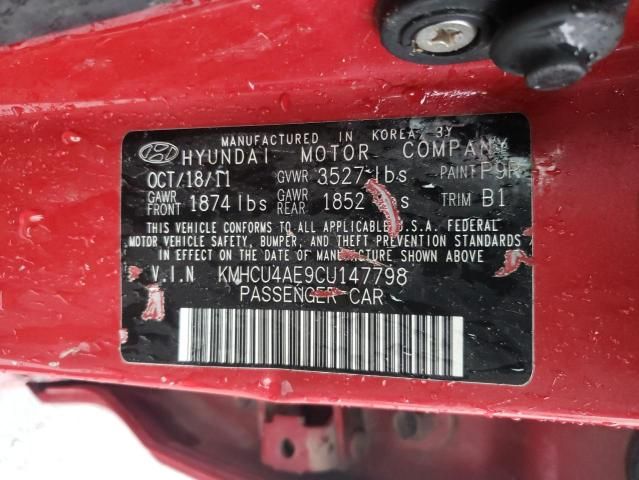 MANUFACTURED IN KOREA BY
HYUNDAI MOTOR COMPANY
OCT/18/11 GVWR 3527 lbs PAINT P9R
GAWR FRONT 1874 lbs GAWR REAR 1852 TRIM B1
THIS VEHICLE CONFORMS TO ALL APPLICABLE U.S.A. FEDERAL
MOTOR VEHICLE SAFETY, BUMPER, AND THEFT PREVENTION STANDARDS
IN EFFECT ON THE DATE OF MANUFACTURE SHOWN ABOVE
V.I.N KMHCU4AE9CU147798
PASSENGER CAR